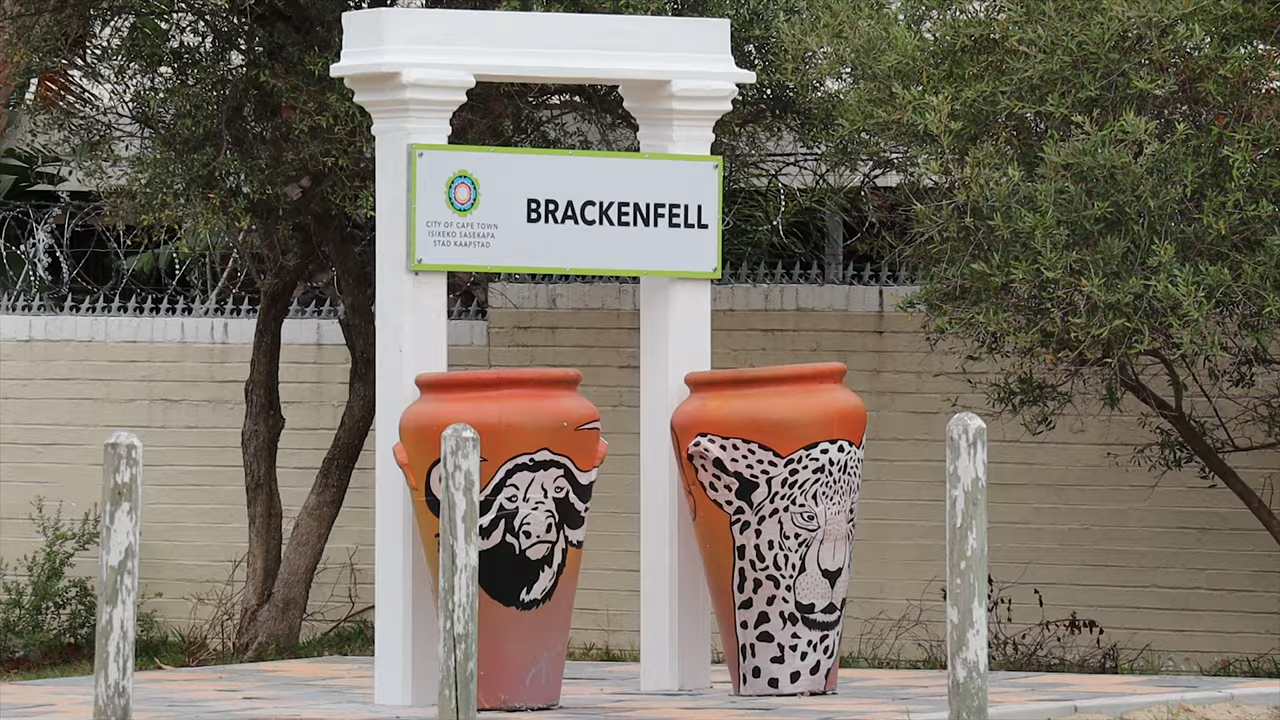 CITY OF CAPE TOWN
ISIXEKO SASEKAPA
STAD KAAPSTAD
BRACKENFELL